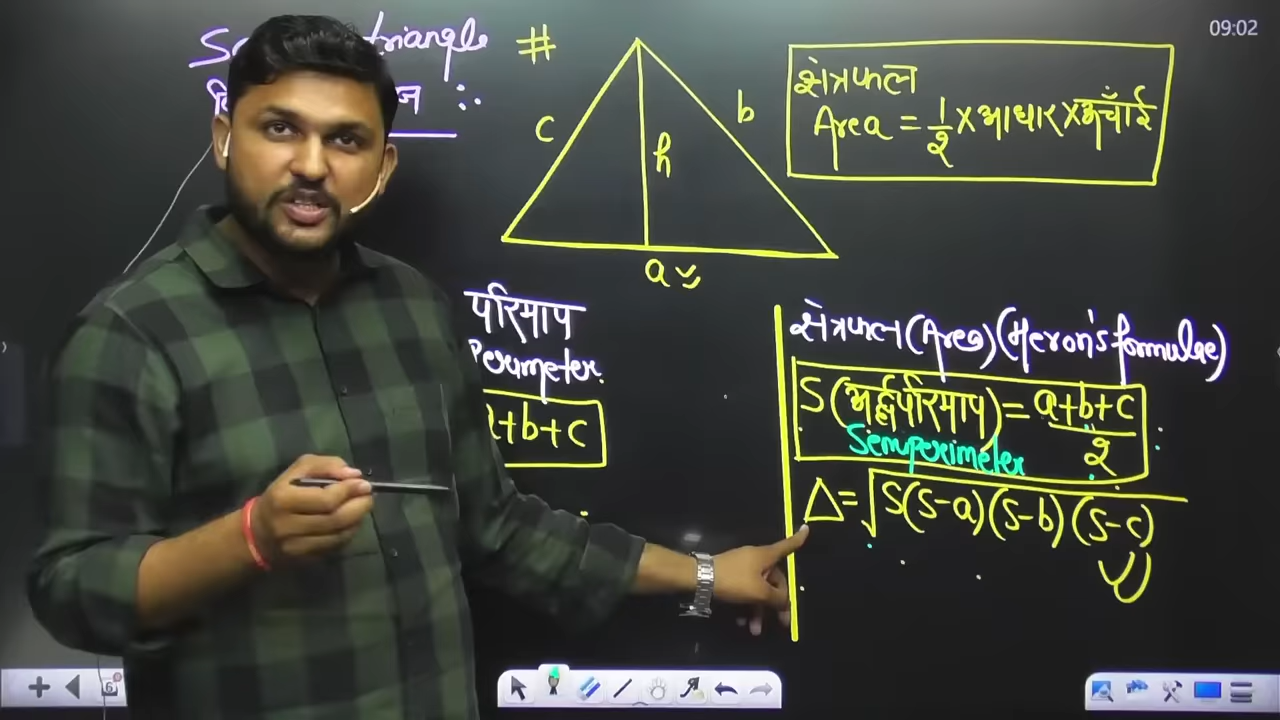 09:02
triangle #
c
b
h
a
क्षेत्रफल
Area = 1/2 × आधार × ऊँचाई
परिमाप
Perimeter.
a+b+c
क्षेत्रफल (Area) (Heron's formulae)
S (अर्द्धपरिमाप) = a+b+c/2
Semiperimeter
Δ = √S(S-a)(S-b)(S-c)